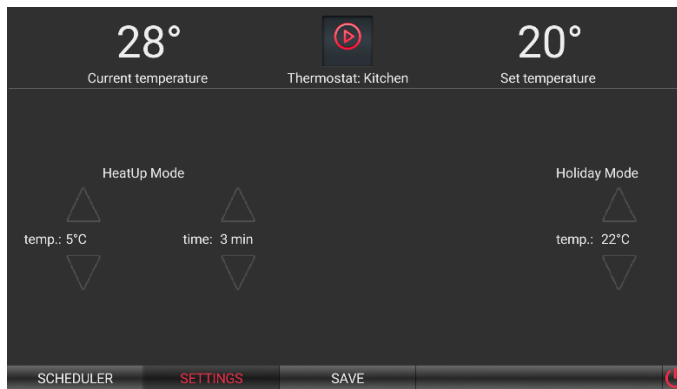 28°
20°
Current temperature
Thermostat: Kitchen
Set temperature
HeatUp Mode
Holiday Mode
temp.: 5°C
time: 3 min
temp.: 22°C
SCHEDULER
SETTINGS
SAVE